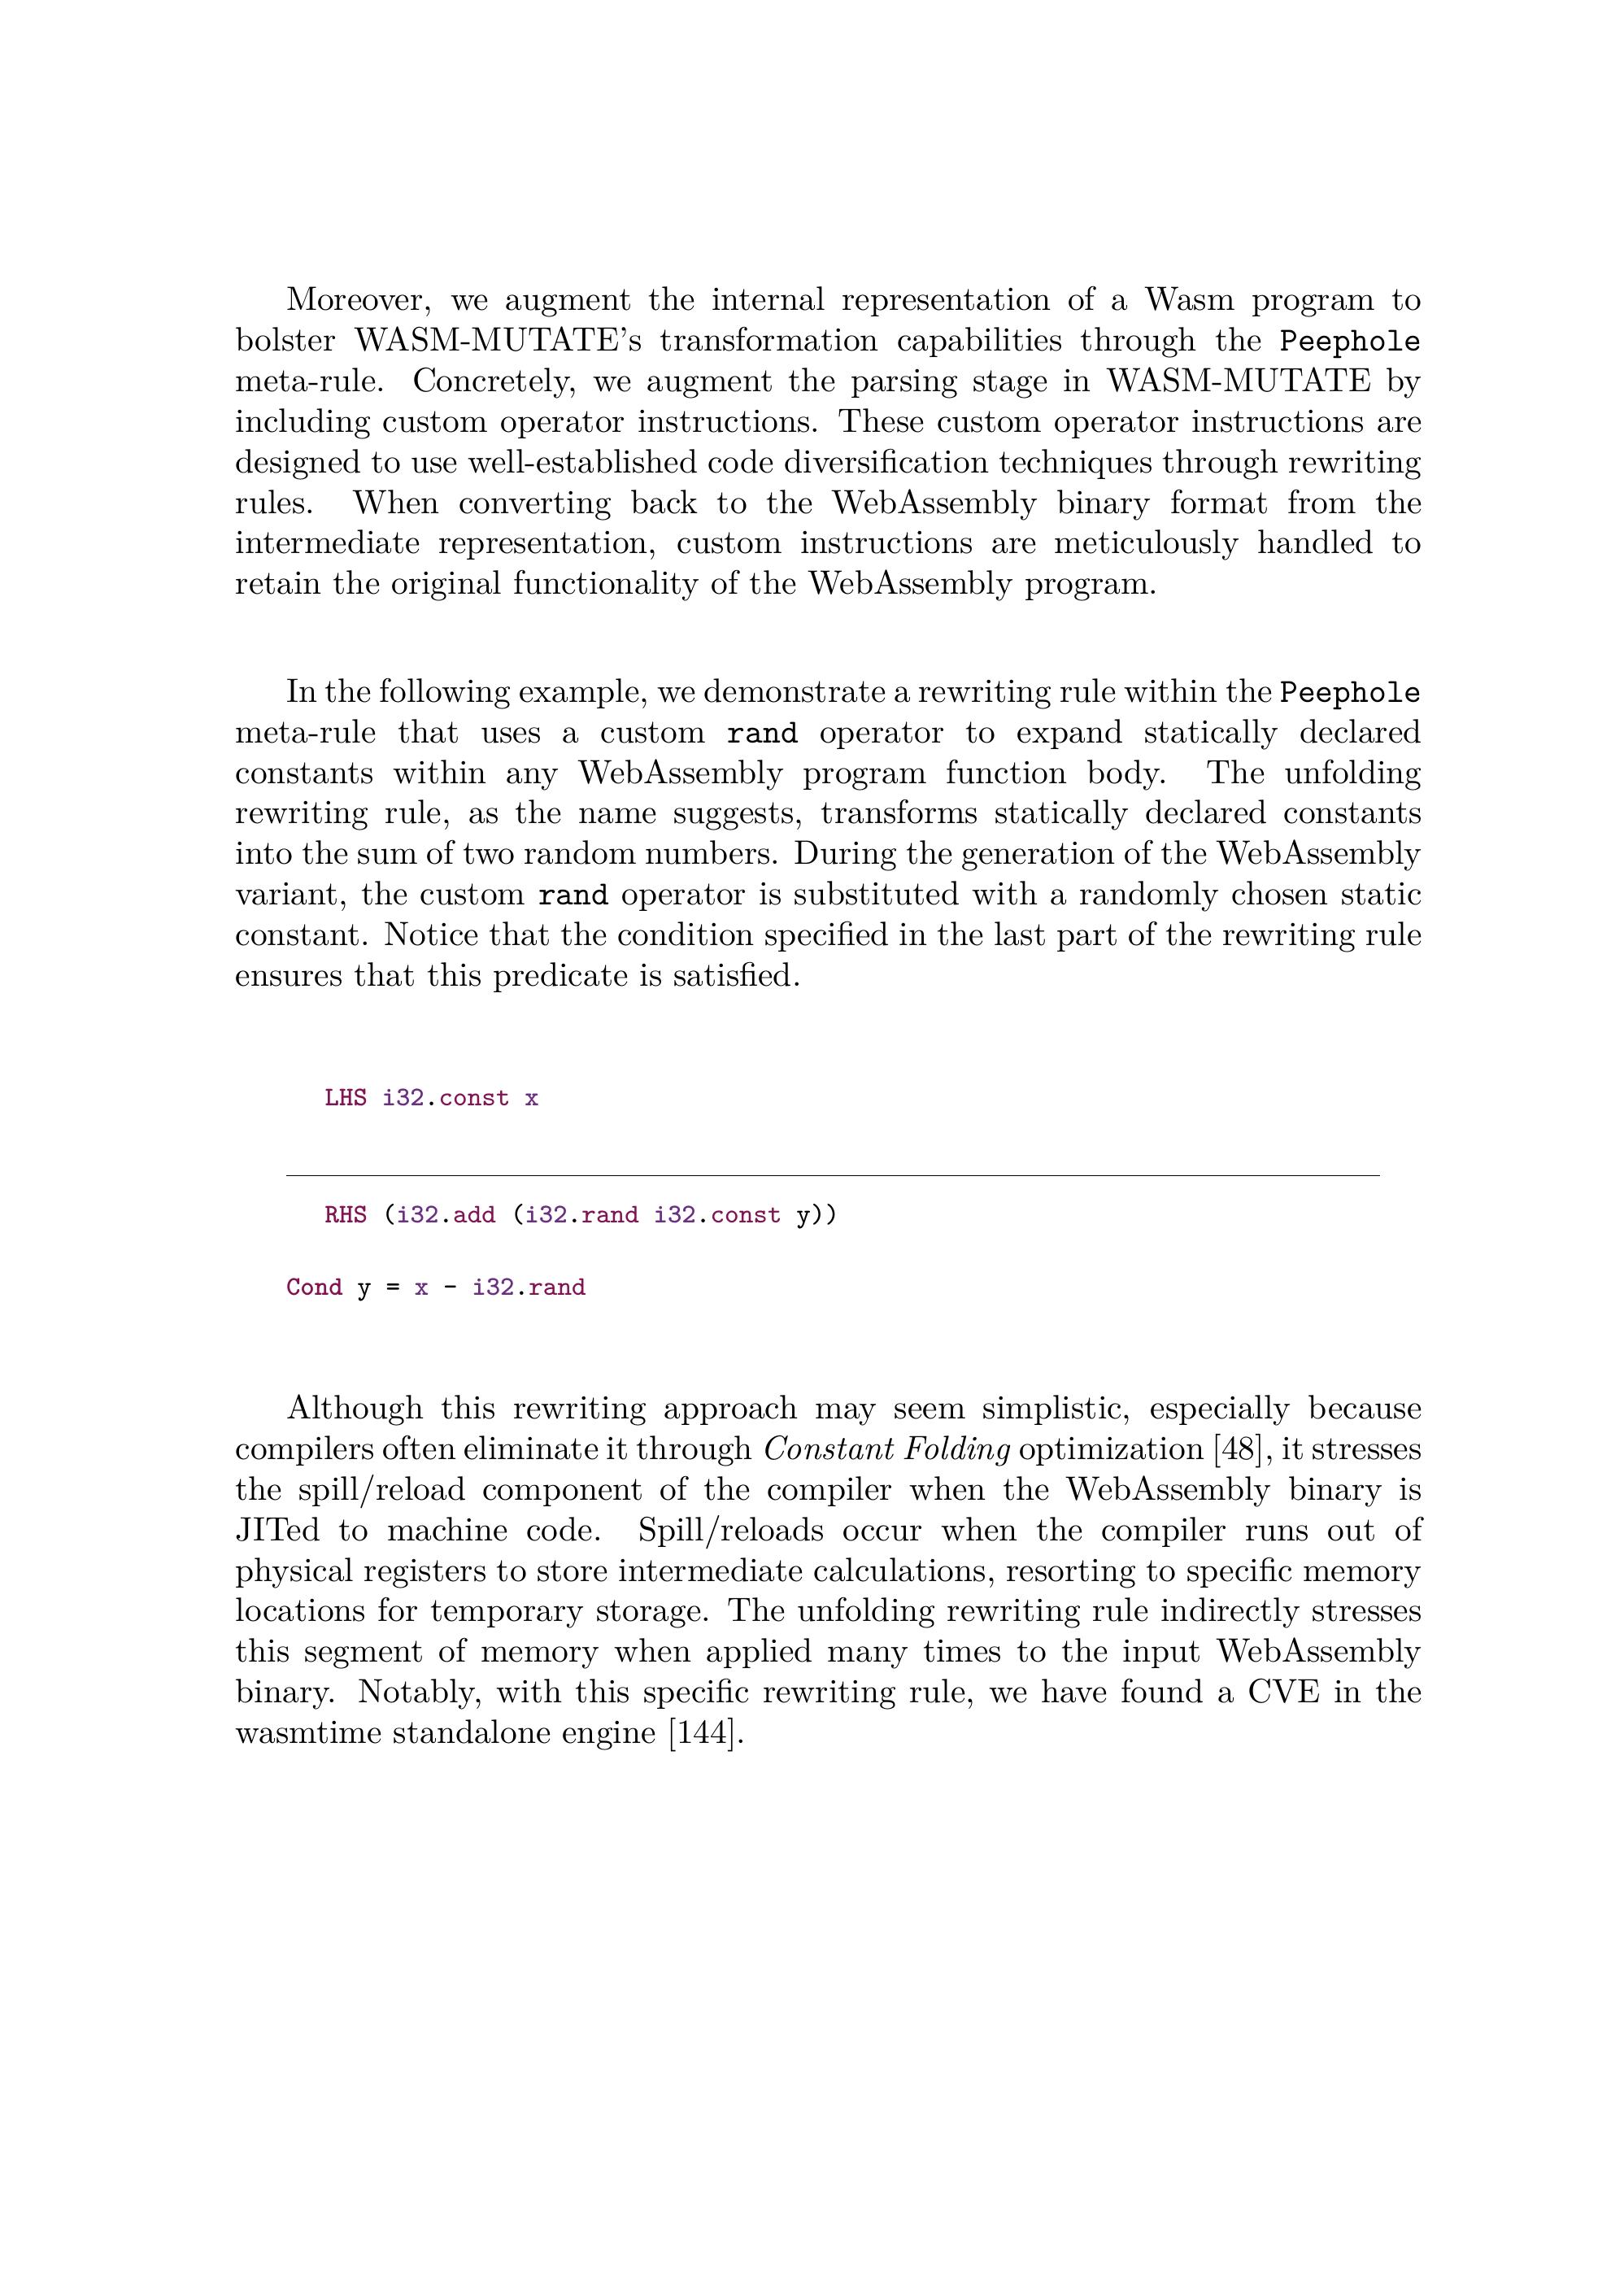 Moreover, we augment the internal representation of a Wasm program to
bolster WASM-MUTATE's transformation capabilities through the Peephole
meta-rule. Concretely, we augment the parsing stage in WASM-MUTATE by
including custom operator instructions. These custom operator instructions are
designed to use well-established code diversification techniques through rewriting
rules. When converting back to the WebAssembly binary format from the
intermediate representation, custom instructions are meticulously handled to
retain the original functionality of the WebAssembly program.
In the following example, we demonstrate a rewriting rule within the Peephole
meta-rule that uses a custom rand operator to expand statically declared
constants within any WebAssembly program function body. The unfolding
rewriting rule, as the name suggests, transforms statically declared constants
into the sum of two random numbers. During the generation of the WebAssembly
variant, the custom rand operator is substituted with a randomly chosen static
constant. Notice that the condition specified in the last part of the rewriting rule
ensures that this predicate is satisfied.
LHS i32.const x
RHS (i32.add (i32.rand i32.const y))
Cond y = x - i32.rand
Although this rewriting approach may seem simplistic, especially because
compilers often eliminate it through Constant Folding optimization [48], it stresses
the spill/reload component of the compiler when the WebAssembly binary is
JITed to machine code. Spill/reloads occur when the compiler runs out of
physical registers to store intermediate calculations, resorting to specific memory
locations for temporary storage. The unfolding rewriting rule indirectly stresses
this segment of memory when applied many times to the input WebAssembly
binary. Notably, with this specific rewriting rule, we have found a CVE in the
wasmtime standalone engine [144].